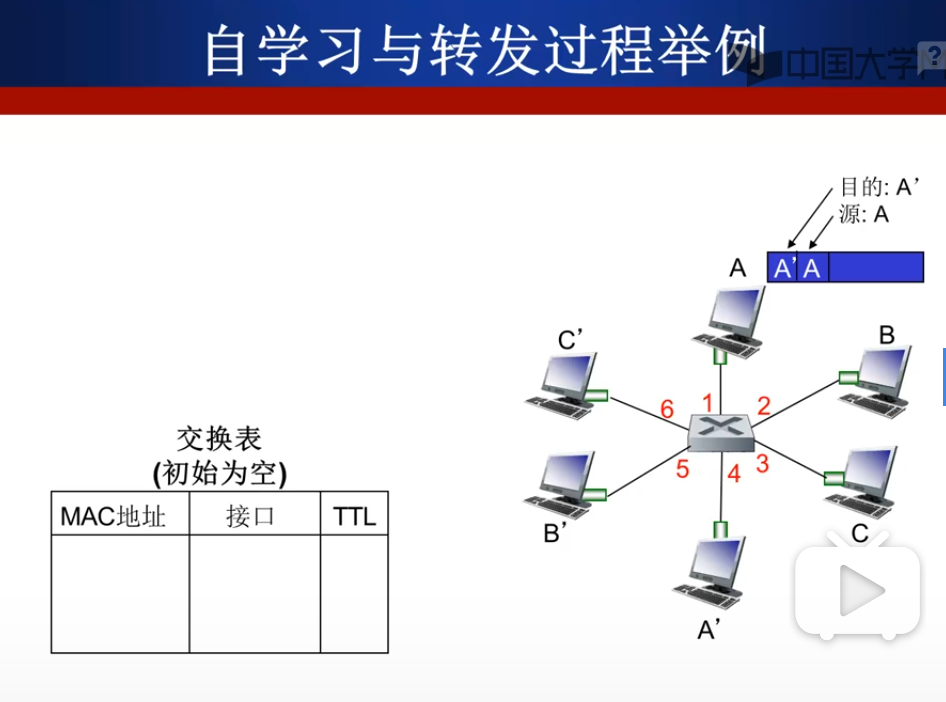 自学习与转发过程举例
中国大学
?
目的: A’
源: A
A
A’ A
C’
B
6
1
2
5
4
3
B’
C
A’
交换表
(初始为空)
MAC地址 接口 TTL